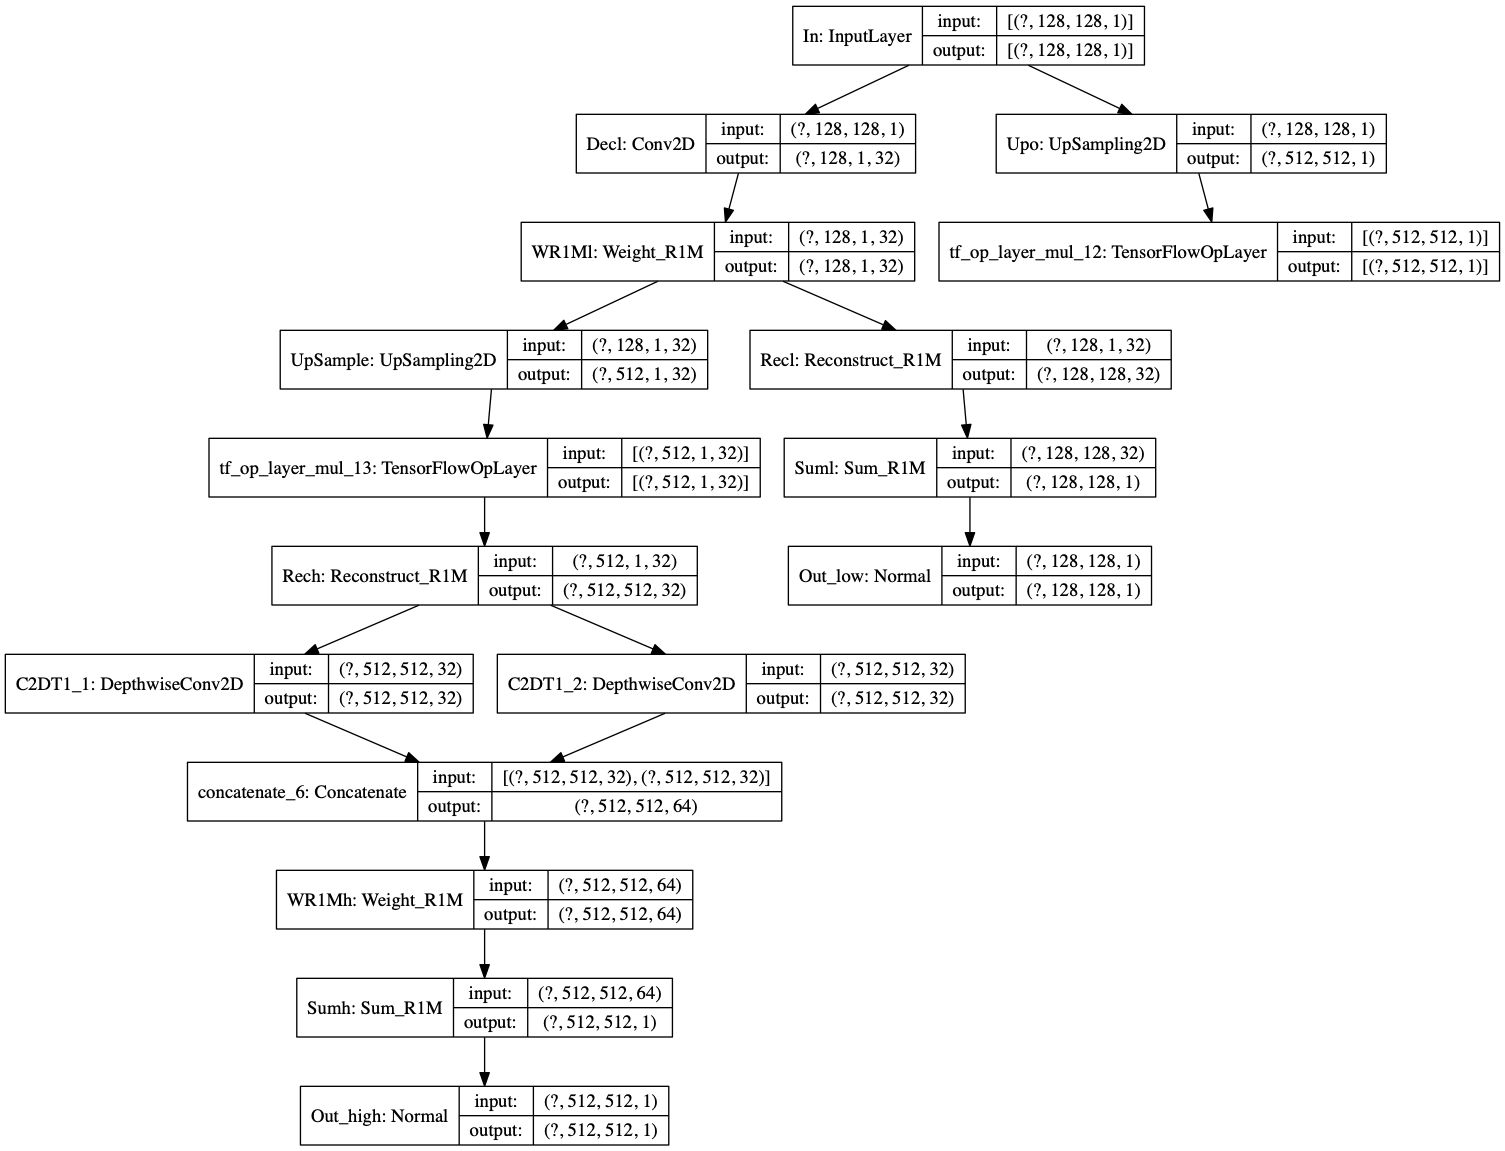 In: InputLayer
input: [(?, 128, 128, 1)]
output: [(?, 128, 128, 1)]
Decl: Conv2D
input: (?, 128, 128, 1)
output: (?, 128, 1, 32)
Upo: UpSampling2D
input: (?, 128, 128, 1)
output: (?, 512, 512, 1)
WR1Ml: Weight_R1M
input: (?, 128, 1, 32)
output: (?, 128, 1, 32)
tf_op_layer_mul_12: TensorFlowOpLayer
input: [(?, 512, 512, 1)]
output: [(?, 512, 512, 1)]
UpSample: UpSampling2D
input: (?, 128, 1, 32)
output: (?, 512, 1, 32)
Recl: Reconstruct_R1M
input: (?, 128, 1, 32)
output: (?, 128, 128, 32)
tf_op_layer_mul_13: TensorFlowOpLayer
input: [(?, 512, 1, 32)]
output: [(?, 512, 1, 32)]
Suml: Sum_R1M
input: (?, 128, 128, 32)
output: (?, 128, 128, 1)
Rech: Reconstruct_R1M
input: (?, 512, 1, 32)
output: (?, 512, 512, 32)
Out_low: Normal
input: (?, 128, 128, 1)
output: (?, 128, 128, 1)
C2DT1_1: DepthwiseConv2D
input: (?, 512, 512, 32)
output: (?, 512, 512, 32)
C2DT1_2: DepthwiseConv2D
input: (?, 512, 512, 32)
output: (?, 512, 512, 32)
concatenate_6: Concatenate
input: [(?, 512, 512, 32), (?, 512, 512, 32)]
output: (?, 512, 512, 64)
WR1Mh: Weight_R1M
input: (?, 512, 512, 64)
output: (?, 512, 512, 64)
Sumh: Sum_R1M
input: (?, 512, 512, 64)
output: (?, 512, 512, 1)
Out_high: Normal
input: (?, 512, 512, 1)
output: (?, 512, 512, 1)